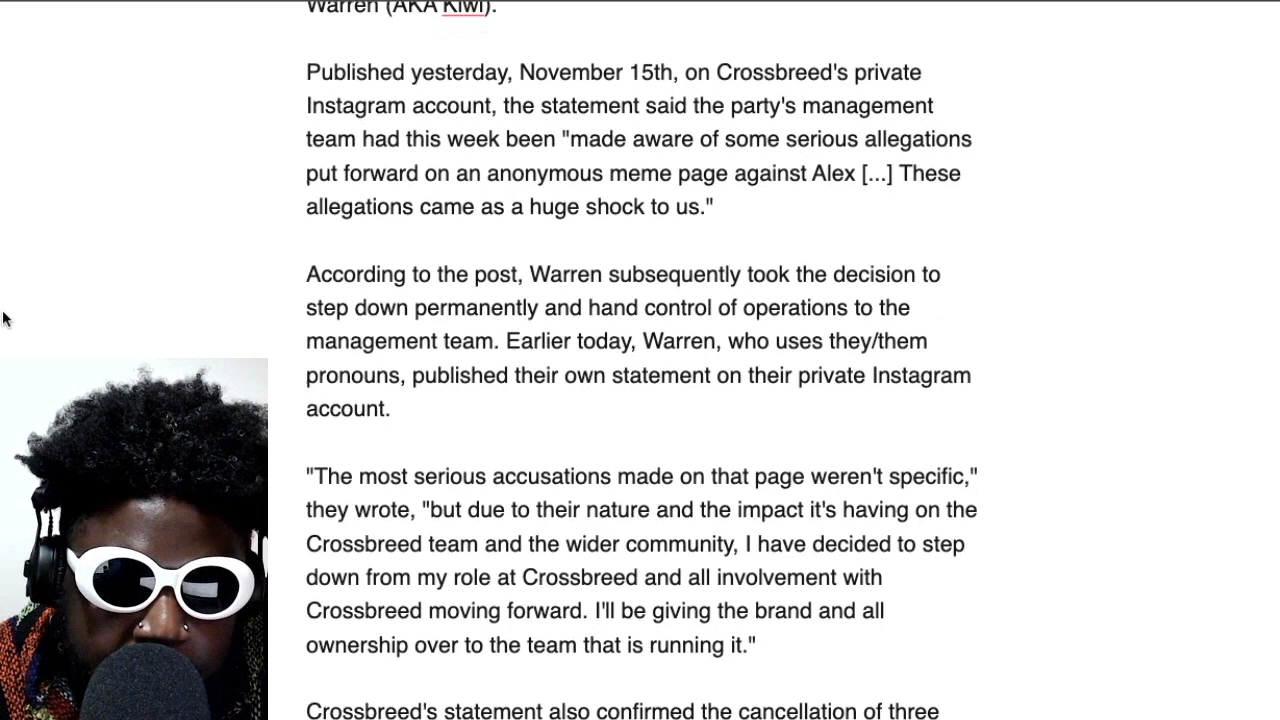 Warren (AKA Kiwi).
Published yesterday, November 15th, on Crossbreed's private
Instagram account, the statement said the party's management
team had this week been "made aware of some serious allegations
put forward on an anonymous meme page against Alex [...] These
allegations came as a huge shock to us."
According to the post, Warren subsequently took the decision to
step down permanently and hand control of operations to the
management team. Earlier today, Warren, who uses they/them
pronouns, published their own statement on their private Instagram
account.
"The most serious accusations made on that page weren't specific,"
they wrote, "but due to their nature and the impact it's having on the
Crossbreed team and the wider community, I have decided to step
down from my role at Crossbreed and all involvement with
Crossbreed moving forward. I'll be giving the brand and all
ownership over to the team that is running it."
Crossbreed's statement also confirmed the cancellation of three